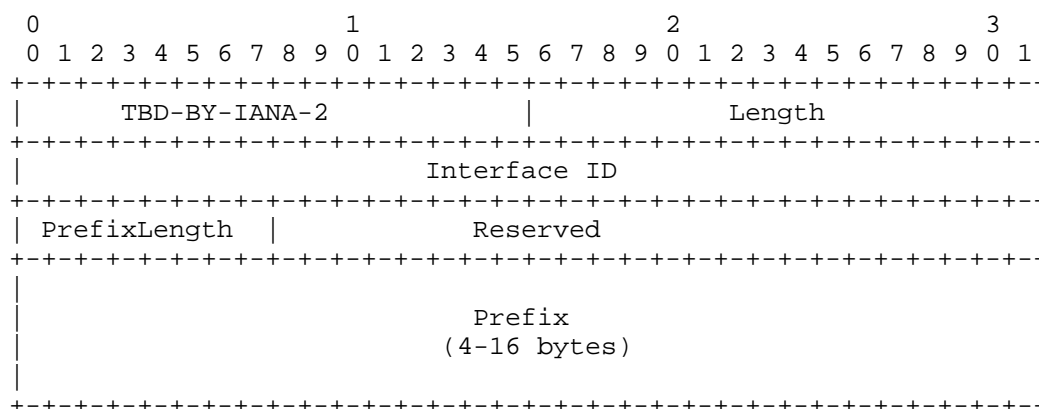 0                   1                   2                   3
 0 1 2 3 4 5 6 7 8 9 0 1 2 3 4 5 6 7 8 9 0 1 2 3 4 5 6 7 8 9 0 1
+-+-+-+-+-+-+-+-+-+-+-+-+-+-+-+-+-+-+-+-+-+-+-+-+-+-+-+-+-+-+-+--
|      TBD-BY-IANA-2            |            Length
+-+-+-+-+-+-+-+-+-+-+-+-+-+-+-+-+-+-+-+-+-+-+-+-+-+-+-+-+-+-+-+--
|                         Interface ID
+-+-+-+-+-+-+-+-+-+-+-+-+-+-+-+-+-+-+-+-+-+-+-+-+-+-+-+-+-+-+-+--
| PrefixLength  |            Reserved
+-+-+-+-+-+-+-+-+-+-+-+-+-+-+-+-+-+-+-+-+-+-+-+-+-+-+-+-+-+-+-+--
|
|                            Prefix
|                          (4-16 bytes)
|
+-+-+-+-+-+-+-+-+-+-+-+-+-+-+-+-+-+-+-+-+-+-+-+-+-+-+-+-+-+-+-+--